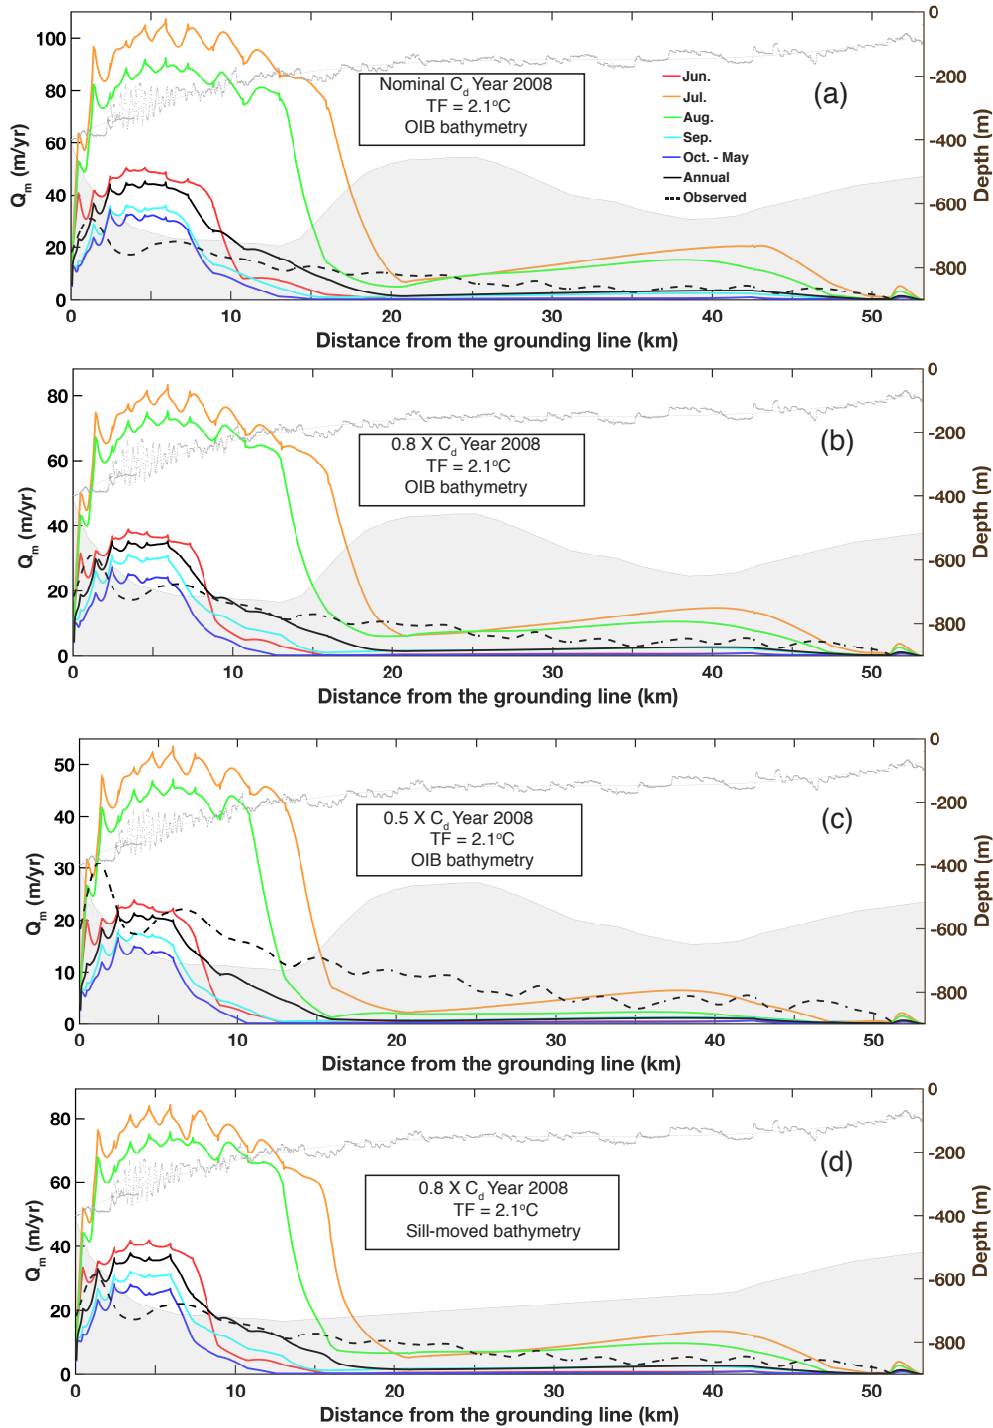 100
80
60
40
20
0
Q_m (m/yr)
Nominal C_d Year 2008
TF = 2.1°C
OIB bathymetry
(a)
Jun.
Jul.
Aug.
Sep.
Oct. - May
Annual
Observed
0
-200
-400
-600
-800
Depth (m)
0 10 20 30 40 50
Distance from the grounding line (km)
80
60
40
20
0
Q_m (m/yr)
0.8 X C_d Year 2008
TF = 2.1°C
OIB bathymetry
(b)
0
-200
-400
-600
-800
Depth (m)
0 10 20 30 40 50
Distance from the grounding line (km)
50
40
30
20
10
0
Q_m (m/yr)
0.5 X C_d Year 2008
TF = 2.1°C
OIB bathymetry
(c)
0
-200
-400
-600
-800
Depth (m)
0 10 20 30 40 50
Distance from the grounding line (km)
80
60
40
20
0
Q_m (m/yr)
0.8 X C_d Year 2008
TF = 2.1°C
Sill-moved bathymetry
(d)
0
-200
-400
-600
-800
Depth (m)
0 10 20 30 40 50
Distance from the grounding line (km)